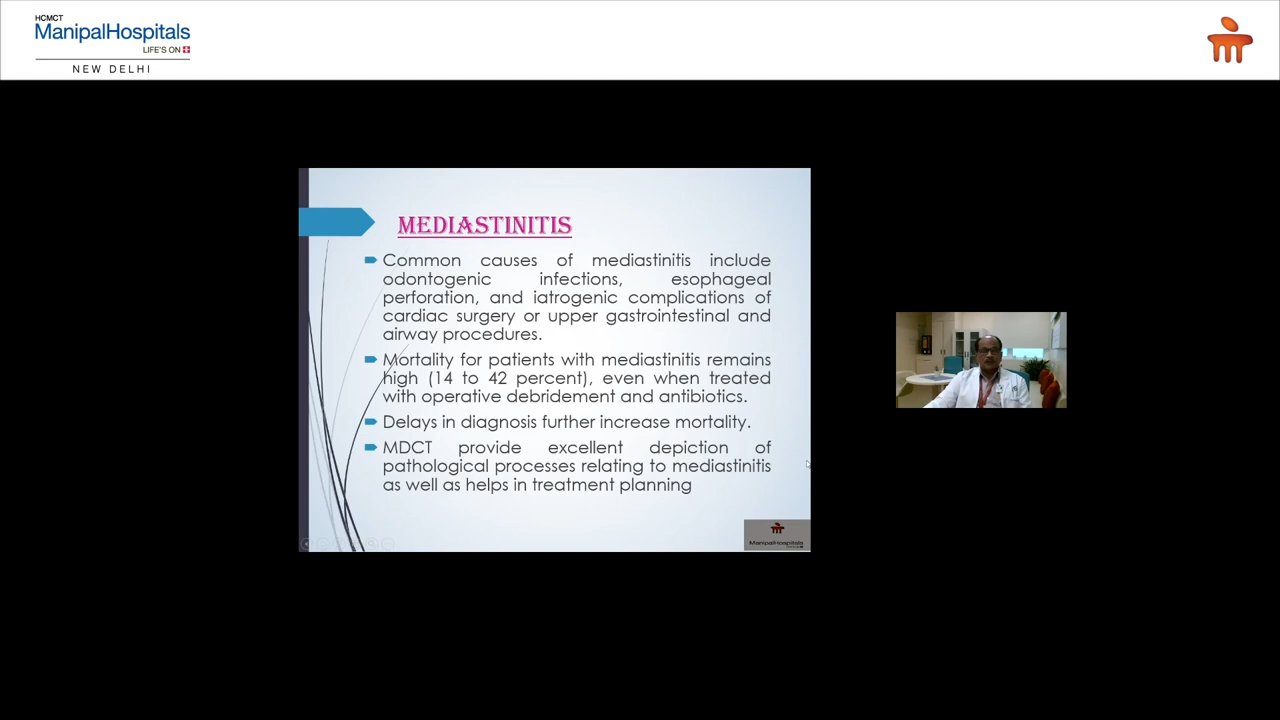 HCMCT
ManipalHospitals
LIFE'S ON
NEW DELHI
MEDIASTINITIS
Common causes of mediastinitis include
odontogenic infections, esophageal
perforation, and iatrogenic complications of
cardiac surgery or upper gastrointestinal and
airway procedures.
Mortality for patients with mediastinitis remains
high (14 to 42 percent), even when treated
with operative debridement and antibiotics.
Delays in diagnosis further increase mortality.
MDCT provide excellent depiction of
pathological processes relating to mediastinitis
as well as helps in treatment planning
ManipalHospitals